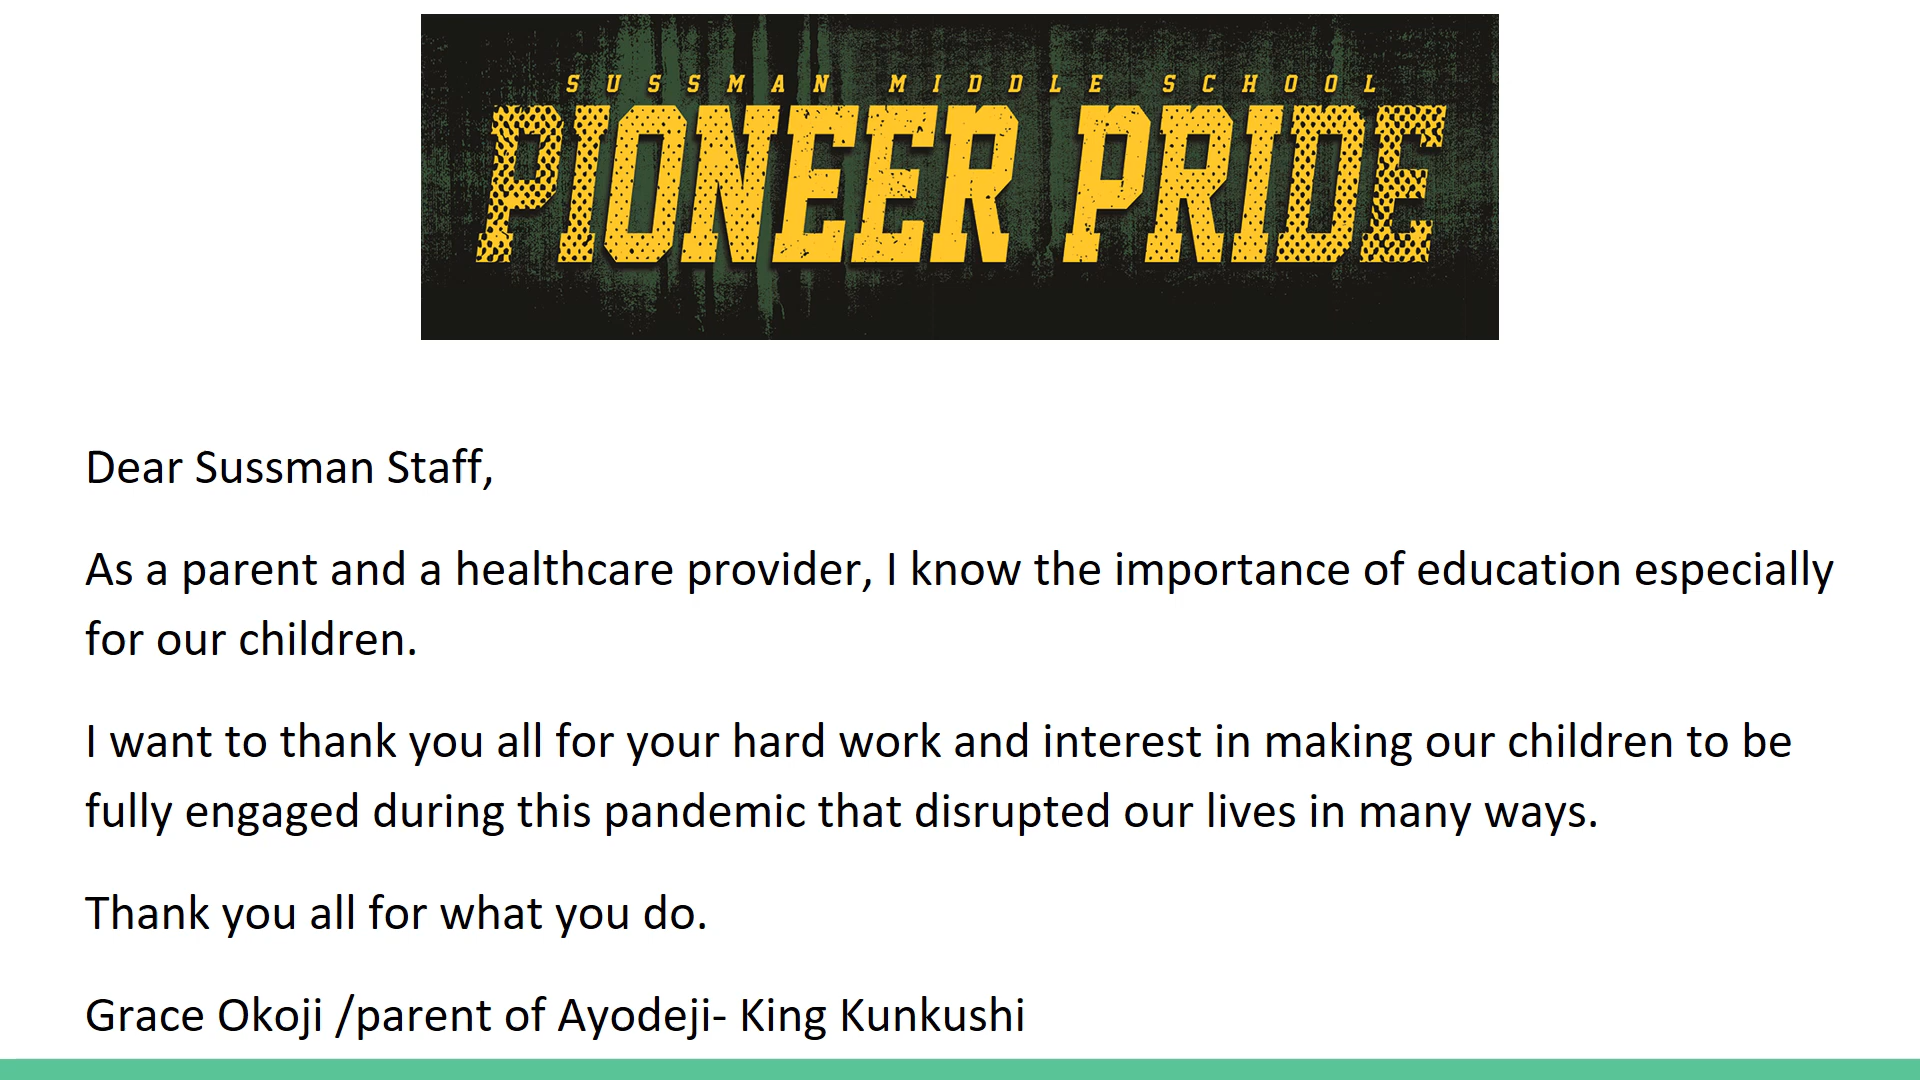 SUSSMAN MIDDLE SCHOOL
PIONEER PRIDE
Dear Sussman Staff,
As a parent and a healthcare provider, I know the importance of education especially
for our children.
I want to thank you all for your hard work and interest in making our children to be
fully engaged during this pandemic that disrupted our lives in many ways.
Thank you all for what you do.
Grace Okoji /parent of Ayodeji- King Kunkushi